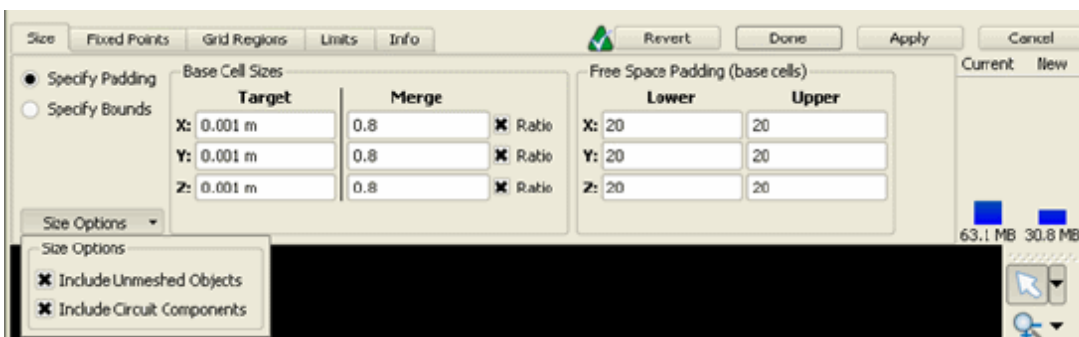 Size Fixed Points Grid Regions Limits Info Revert Done Apply Cancel
Specify Padding Base Cell Sizes Free Space Padding (base cells) Current New
Specify Bounds Target Merge Lower Upper
X: 0.001 m 0.8 Ratio X: 20 20
Y: 0.001 m 0.8 Ratio Y: 20 20
Z: 0.001 m 0.8 Ratio Z: 20 20
Size Options 63.1 MB 30.8 MB
Size Options
Include Unmeshed Objects
Include Circuit Components